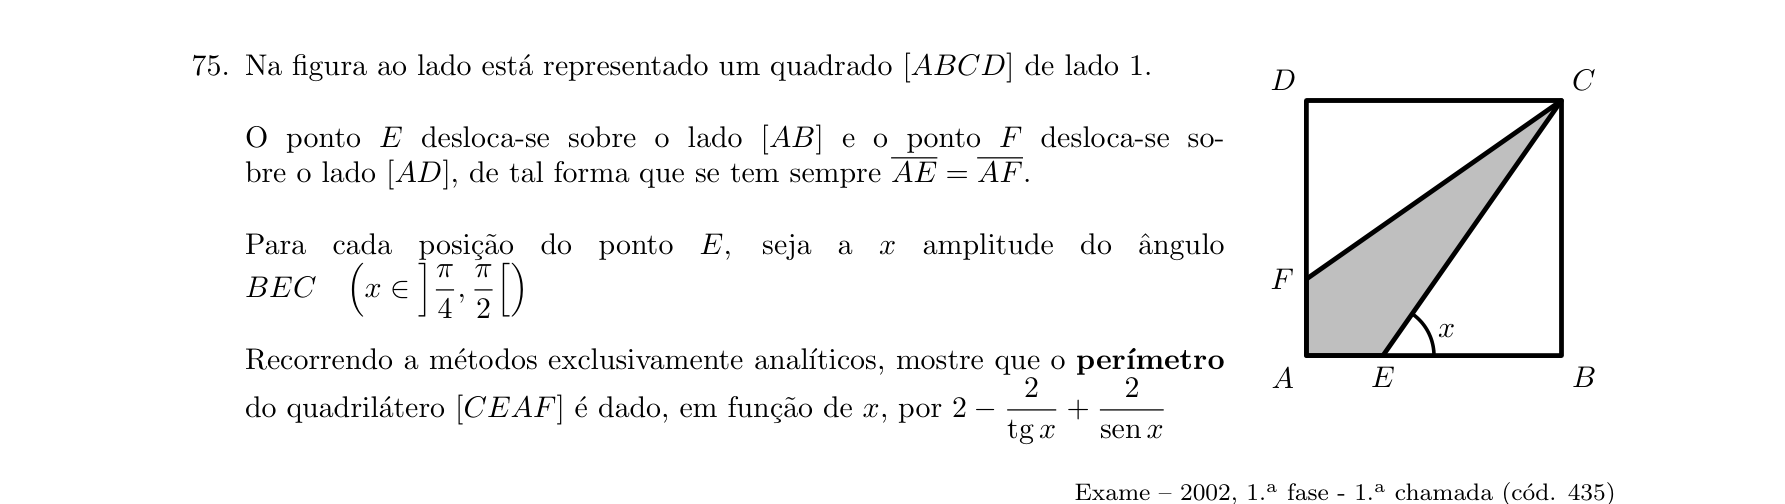 75. Na figura ao lado está representado um quadrado [ABCD] de lado 1.
O ponto E desloca-se sobre o lado [AB] e o ponto F desloca-se so-
bre o lado [AD], de tal forma que se tem sempre $\overline{AE} = \overline{AF}$.
Para cada posição do ponto E, seja a x amplitude do ângulo
BEC $\left(x \in \left]\frac{\pi}{4}, \frac{\pi}{2}\right[\right)$
Recorrendo a métodos exclusivamente analíticos, mostre que o perímetro
do quadrilátero [CEAF] é dado, em função de x, por $2 - \frac{2}{\text{tg}\,x} + \frac{2}{\text{sen}\,x}$
D C
F
x
A E B
Exame – 2002, 1.ª fase - 1.ª chamada (cód. 435)